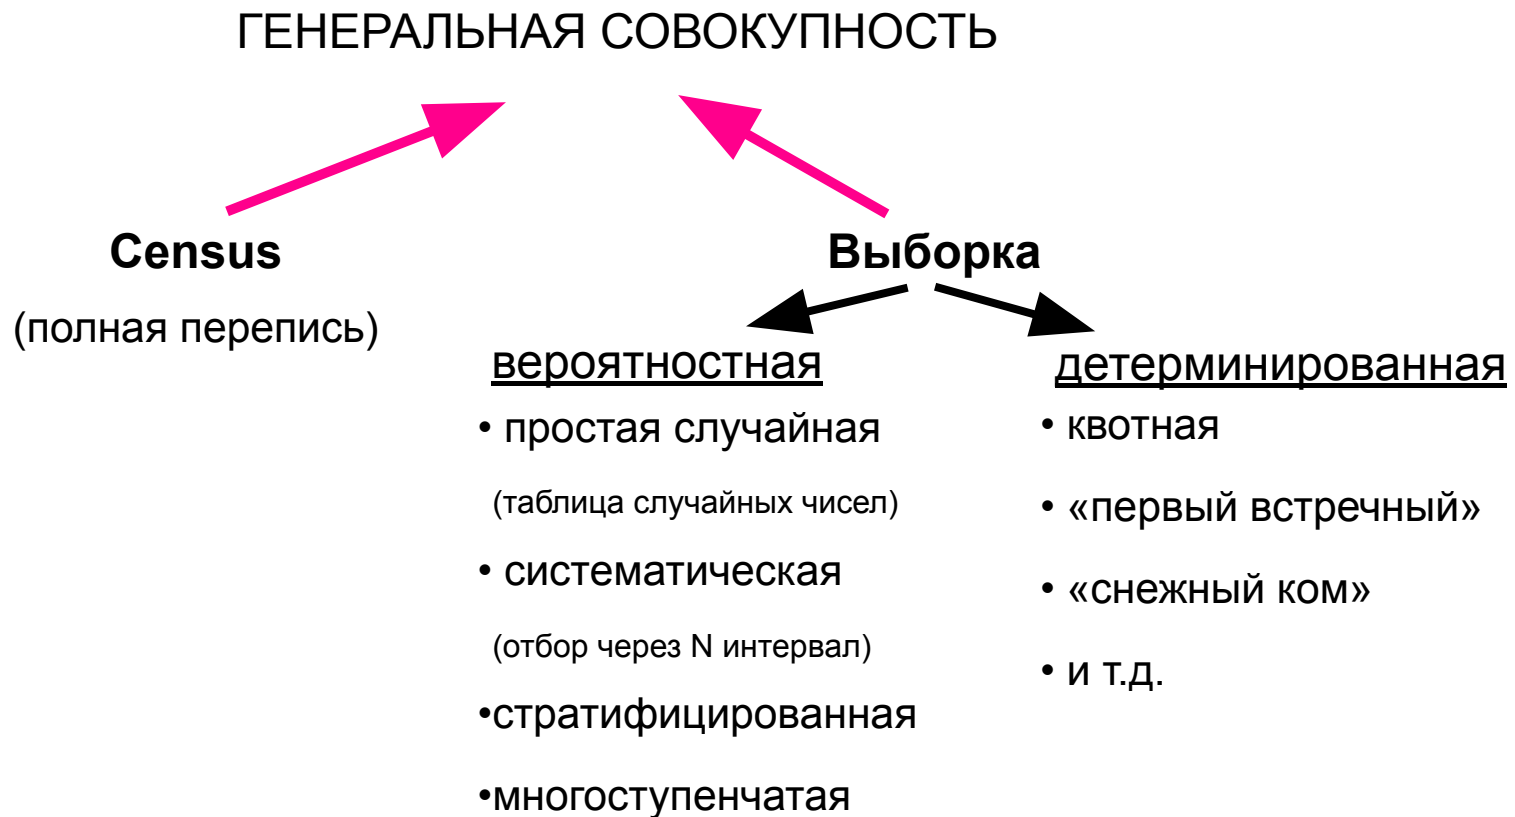 ГЕНЕРАЛЬНАЯ СОВОКУПНОСТЬ
Census
(полная перепись)
Выборка
вероятностная
• простая случайная
(таблица случайных чисел)
• систематическая
(отбор через N интервал)
•стратифицированная
•многоступенчатая
детерминированная
• квотная
• «первый встречный»
• «снежный ком»
• и т.д.